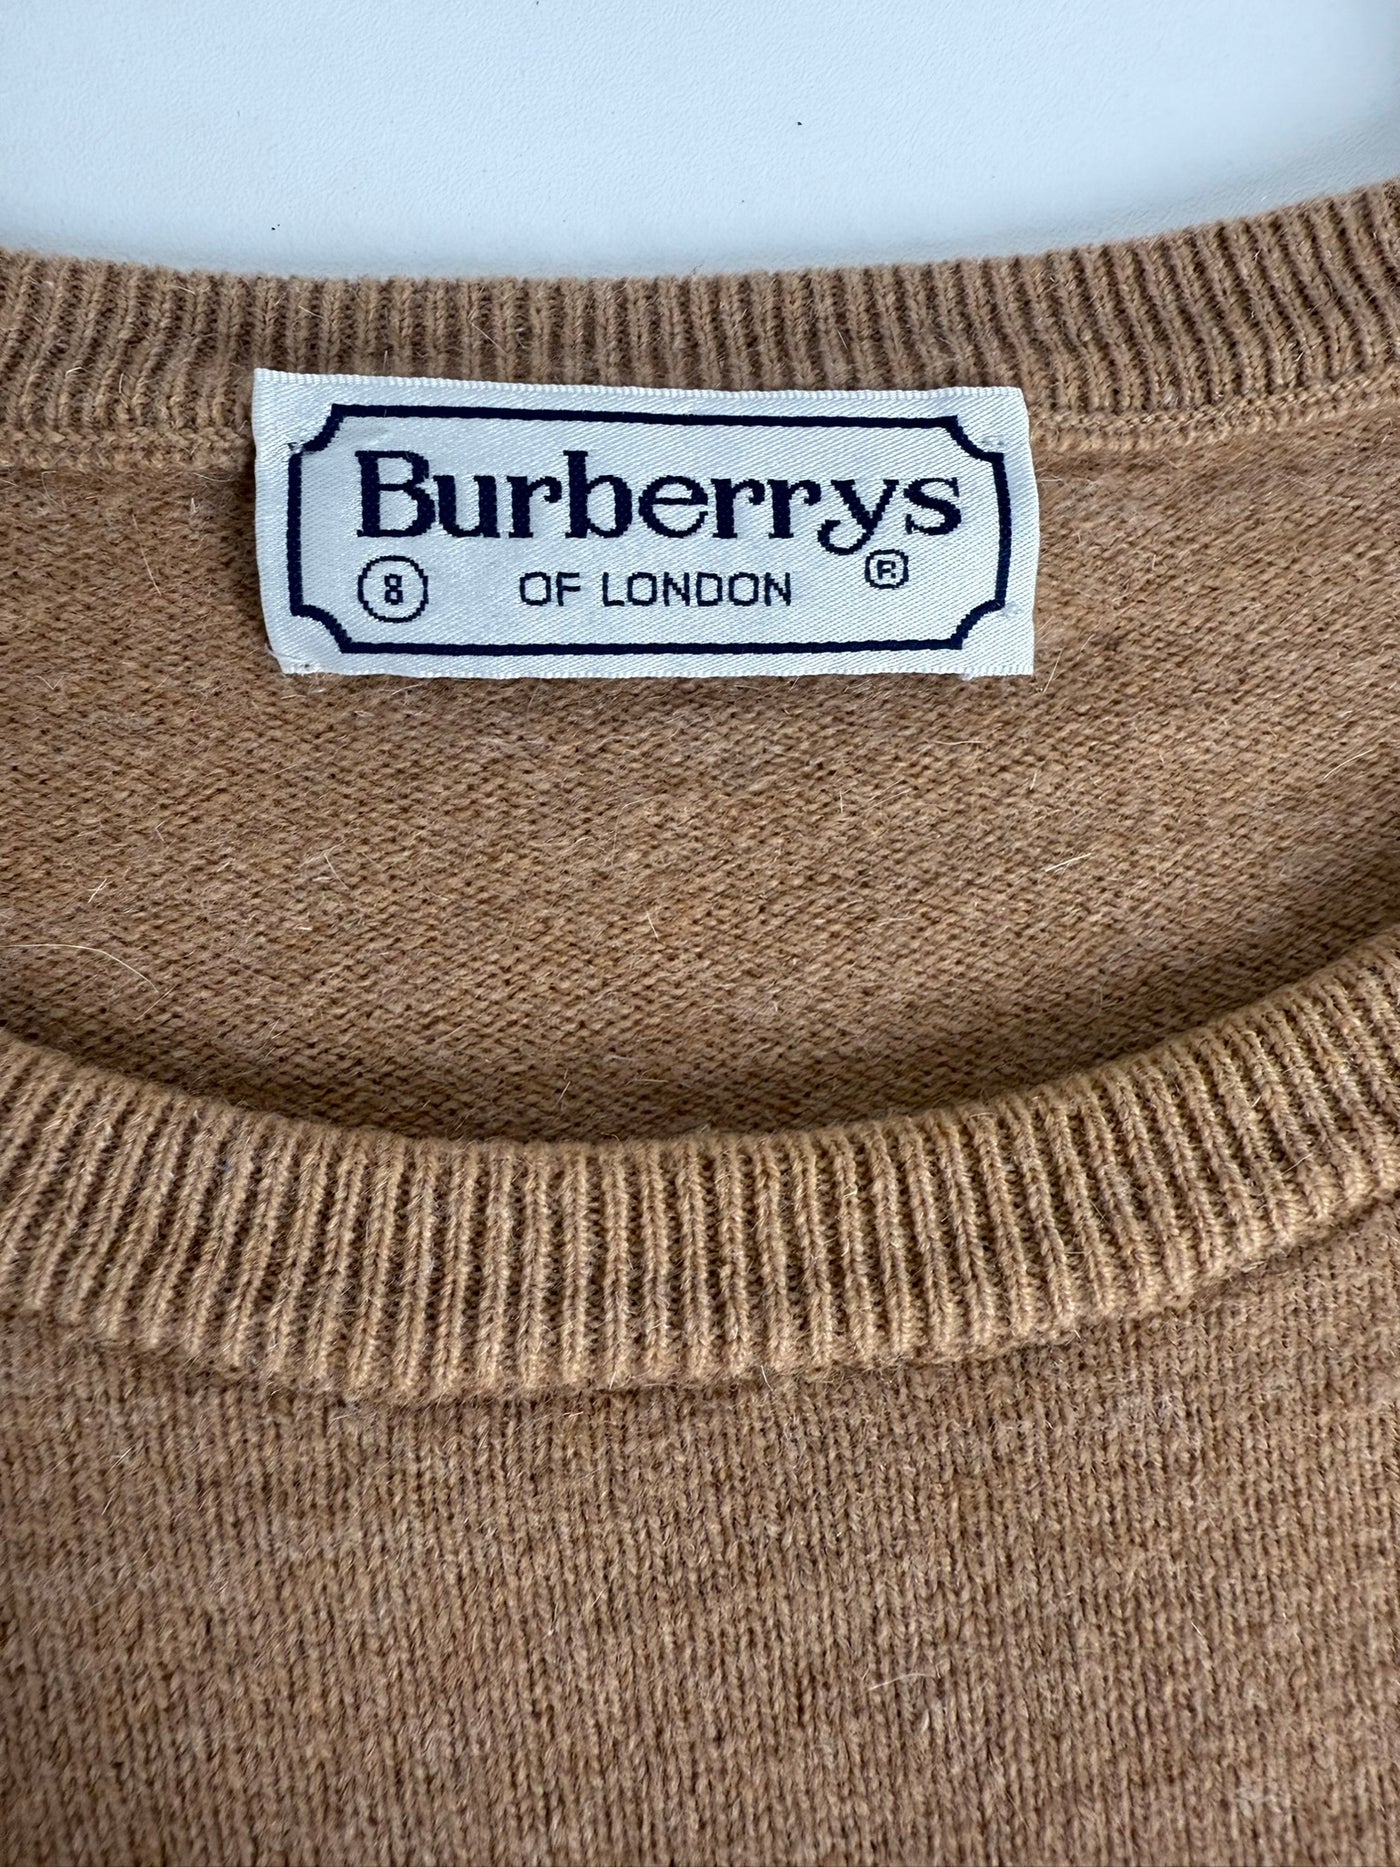 Burberrys
8 OF LONDON ®